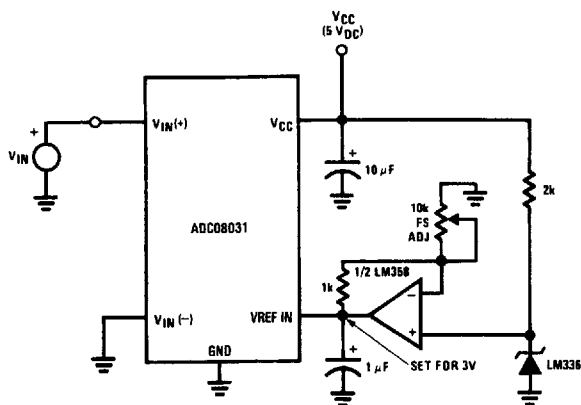 VCC
(5 VDC)
VIN(+)
VCC
+
VIN
+
10 µF
2k
10k
FS
ADJ
ADC08031
1/2 LM358
1k
−
+
VIN(−)
VREF IN
GND
+
1 µF
SET FOR 3V
LM336